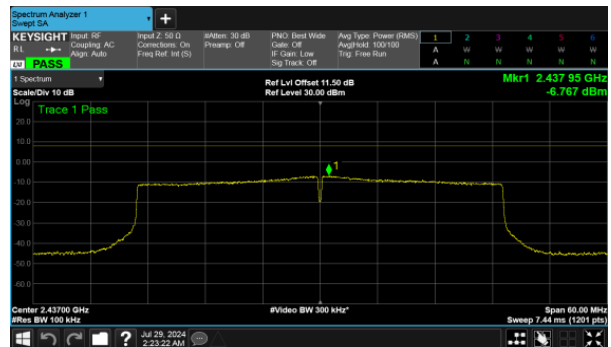 Spectrum Analyzer 1
Swept SA
+
KEYSIGHT
Input: RF
Coupling: AC
Align: Auto
Input Z: 50 Ω
Corrections: On
Freq Ref: Int (S)
#Atten: 30 dB
Preamp: Off
PNO: Best Wide
Gate: Off
IF Gain: Low
Sig Track: Off
Avg Type: Power (RMS)
Avg|Hold: 100/100
Trig: Free Run
1 2 3 4 5 6
A W W W W W
A N N N N N
RL
LXI PASS
1 Spectrum
Scale/Div 10 dB
Ref Lvl Offset 11.50 dB
Ref Level 30.00 dBm
Mkr1 2.437 95 GHz
-6.767 dBm
Log
Trace 1 Pass
20.0
10.0
0.00
1
-10.0
-20.0
-30.0
-40.0
-50.0
-60.0
Center 2.43700 GHz
#Res BW 100 kHz
#Video BW 300 kHz*
Span 60.00 MHz
Sweep 7.44 ms (1201 pts)
?
Jul 29, 2024
2:23:22 AM